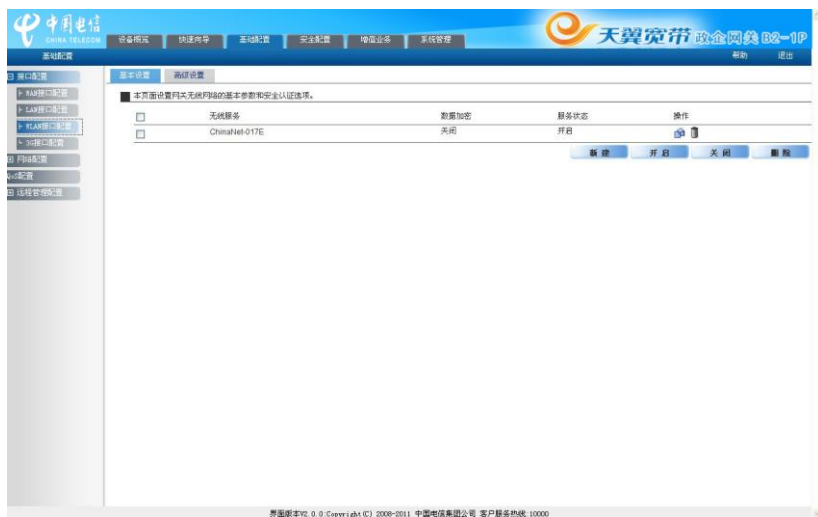 中国电信
CHINA TELECOM
设备概览 快速向导 基础配置 安全配置 增值业务 系统管理
天翼宽带 政企网关 B2-1P
基础配置
帮助 退出
接口配置
WAN接口配置
LAN接口配置
WLAN接口配置
3G接口配置
网络配置
QoS配置
远程管理配置
基本设置 高级设置
本页面设置网关无线网络的基本参数和安全认证选项。
无线服务 数据加密 服务状态 操作
ChinaNet-017E 关闭 开启
新建 开启 关闭 删除
界面版本V2.0.0:Copyright (C) 2008-2011 中国电信集团公司 客户服务热线:10000